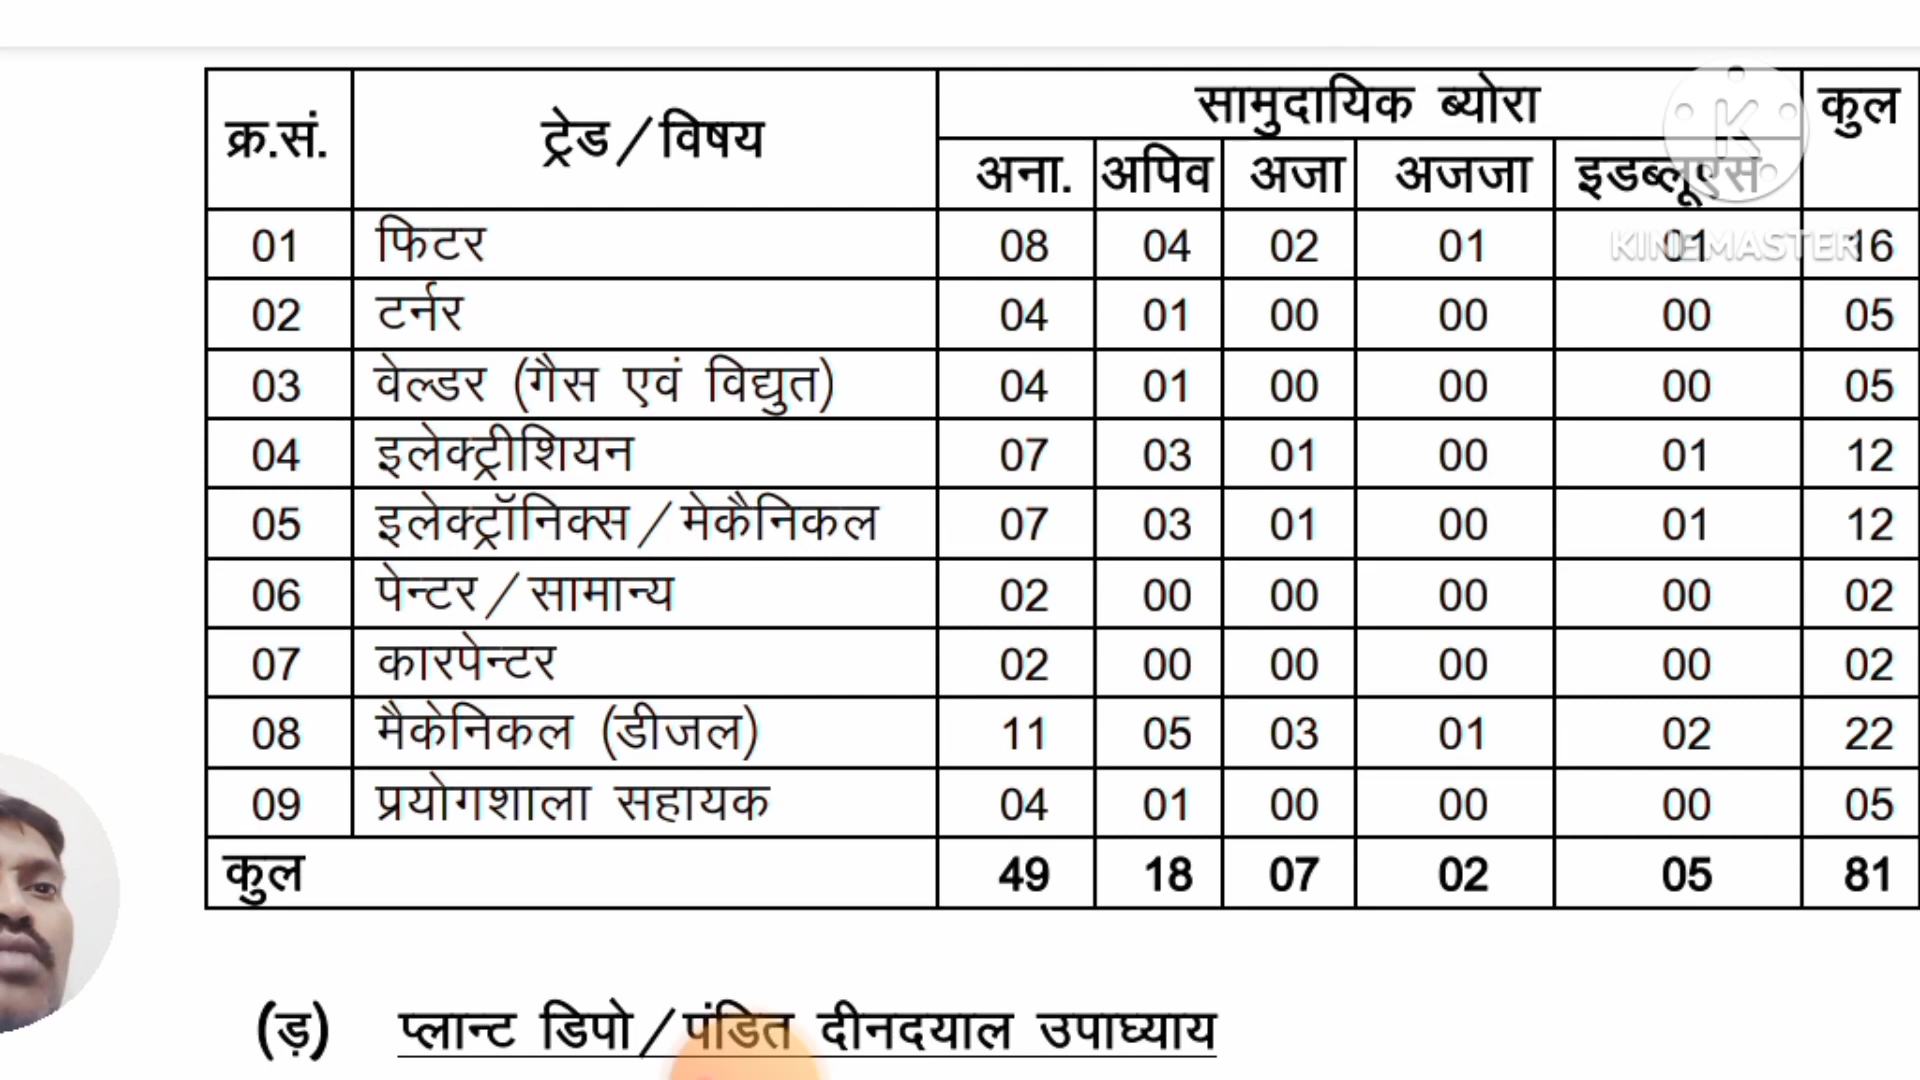 क्र.सं. ट्रेड/विषय सामुदायिक ब्योरा कुल
अना. अपिव अजा अजजा इडब्लूएस
01 फिटर 08 04 02 01 01 16
02 टर्नर 04 01 00 00 00 05
03 वेल्डर (गैस एवं विद्युत) 04 01 00 00 00 05
04 इलेक्ट्रीशियन 07 03 01 00 01 12
05 इलेक्ट्रॉनिक्स/मेकैनिकल 07 03 01 00 01 12
06 पेन्टर/सामान्य 02 00 00 00 00 02
07 कारपेन्टर 02 00 00 00 00 02
08 मैकेनिकल (डीजल) 11 05 03 01 02 22
09 प्रयोगशाला सहायक 04 01 00 00 00 05
कुल 49 18 07 02 05 81
(ड़) प्लान्ट डिपो/पंडित दीनदयाल उपाघ्याय
K
KINEMASTER